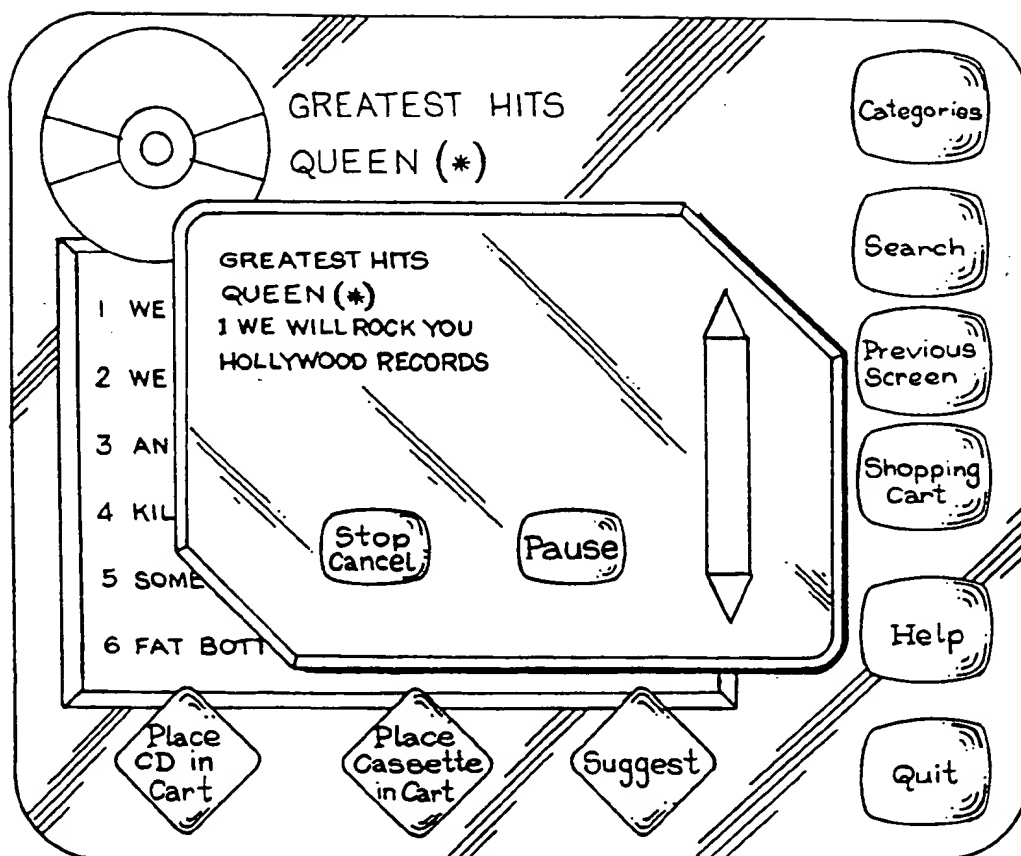 GREATEST HITS
QUEEN (*)
GREATEST HITS
QUEEN (*)
1 WE WILL ROCK YOU
HOLLYWOOD RECORDS
Stop
Cancel
Pause
1 WE
2 WE
3 AN
4 KIL
5 SOME
6 FAT BOTT
Place
CD in
Cart
Place
Cassette
in Cart
Suggest
Categories
Search
Previous
Screen
Shopping
Cart
Help
Quit